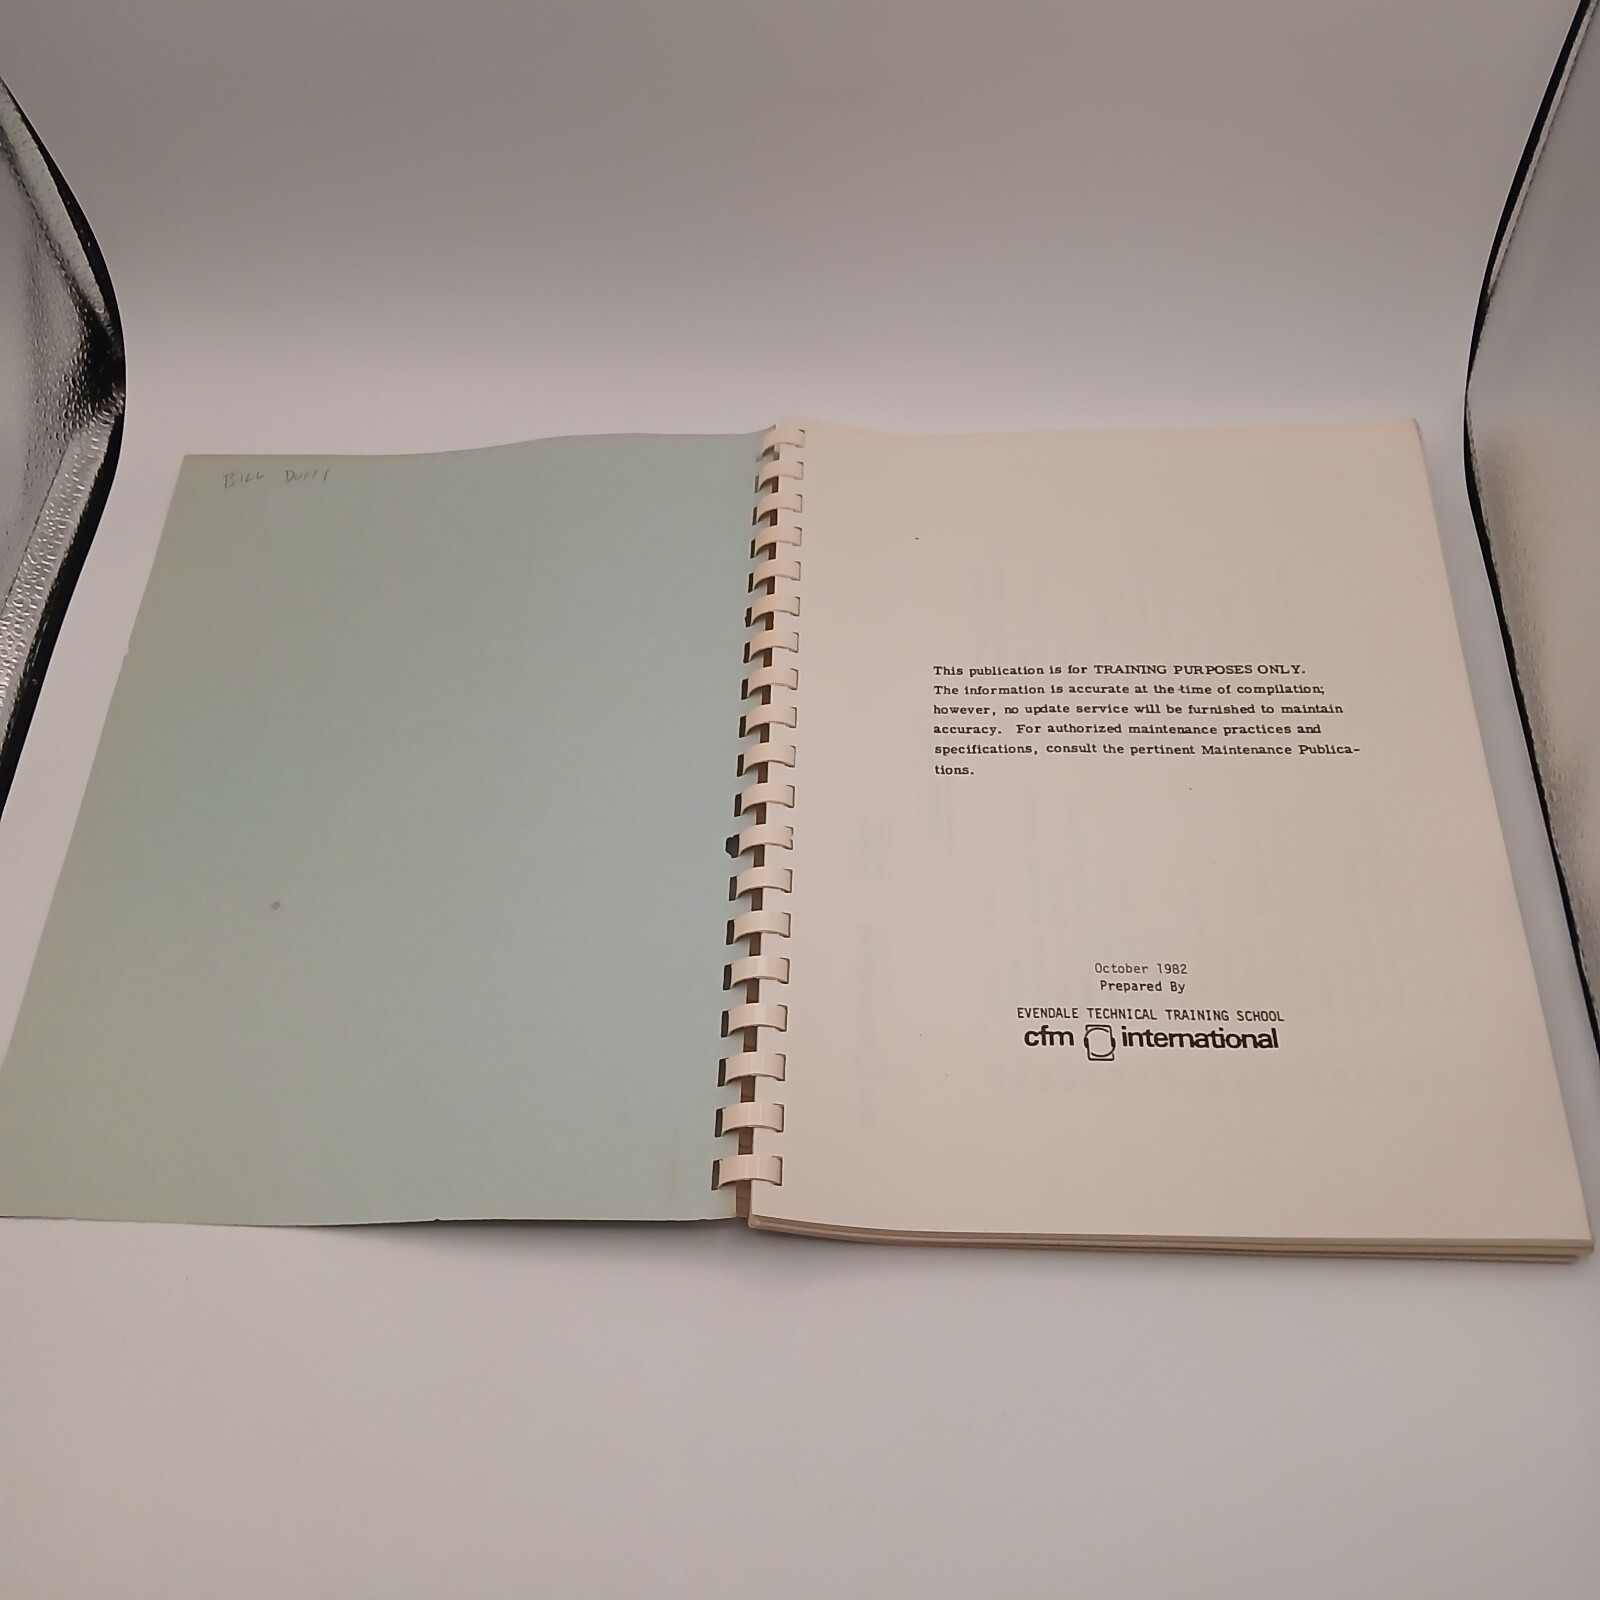 BILL DUFFY
This publication is for TRAINING PURPOSES ONLY.
The information is accurate at the time of compilation;
however, no update service will be furnished to maintain
accuracy. For authorized maintenance practices and
specifications, consult the pertinent Maintenance Publica-
tions.
October 1982
Prepared By
EVENDALE TECHNICAL TRAINING SCHOOL
cfm international